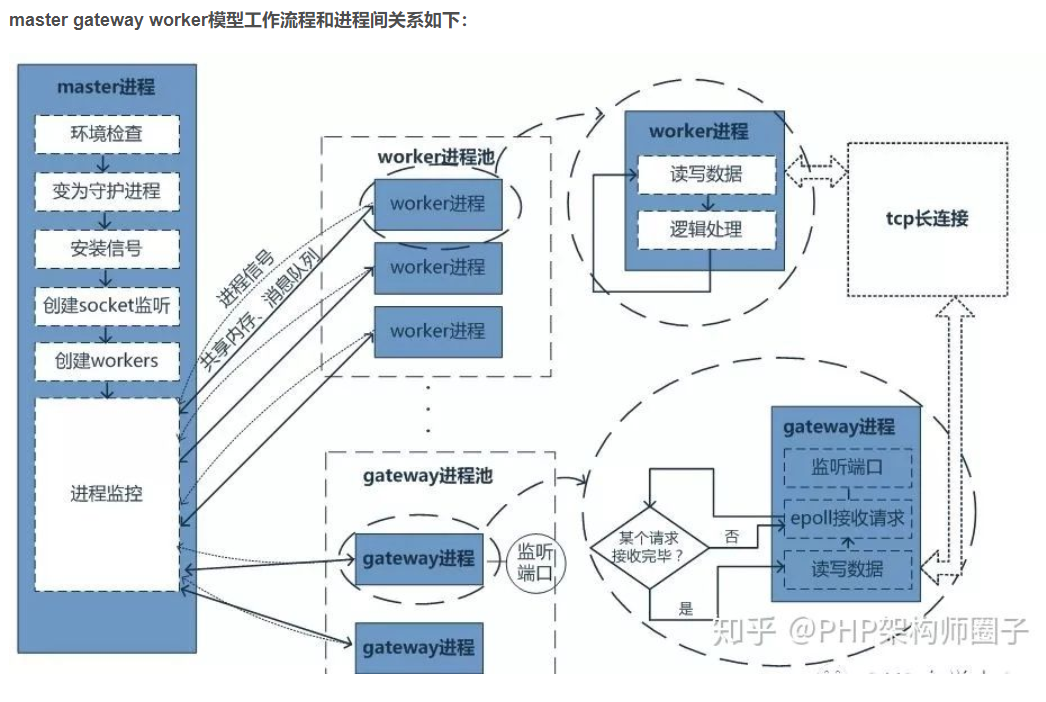 master gateway worker模型工作流程和进程间关系如下：
master进程
环境检查
变为守护进程
安装信号
创建socket监听
创建workers
进程监控
进程信号
共享内存、消息队列
worker进程池
worker进程
worker进程
worker进程
gateway进程池
gateway进程
监听
端口
gateway进程
worker进程
读写数据
逻辑处理
tcp长连接
gateway进程
监听端口
epoll接收请求
读写数据
某个请求
接收完毕？
否
是
知乎 @PHP架构师圈子